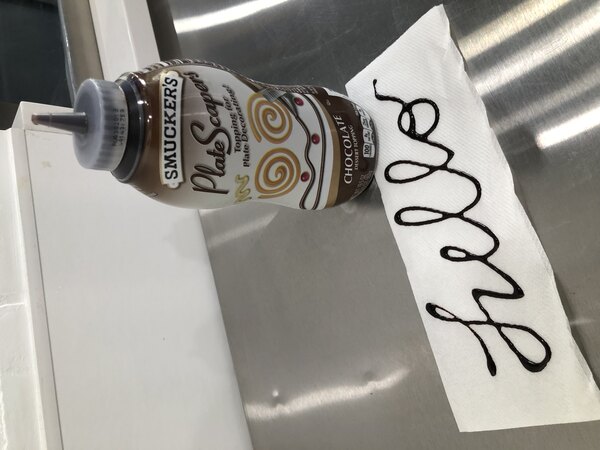 SMUCKER'S
PlateScapers
Topping for
Plate Decorating!
CHOCOLATE
DESSERT TOPPING
hello